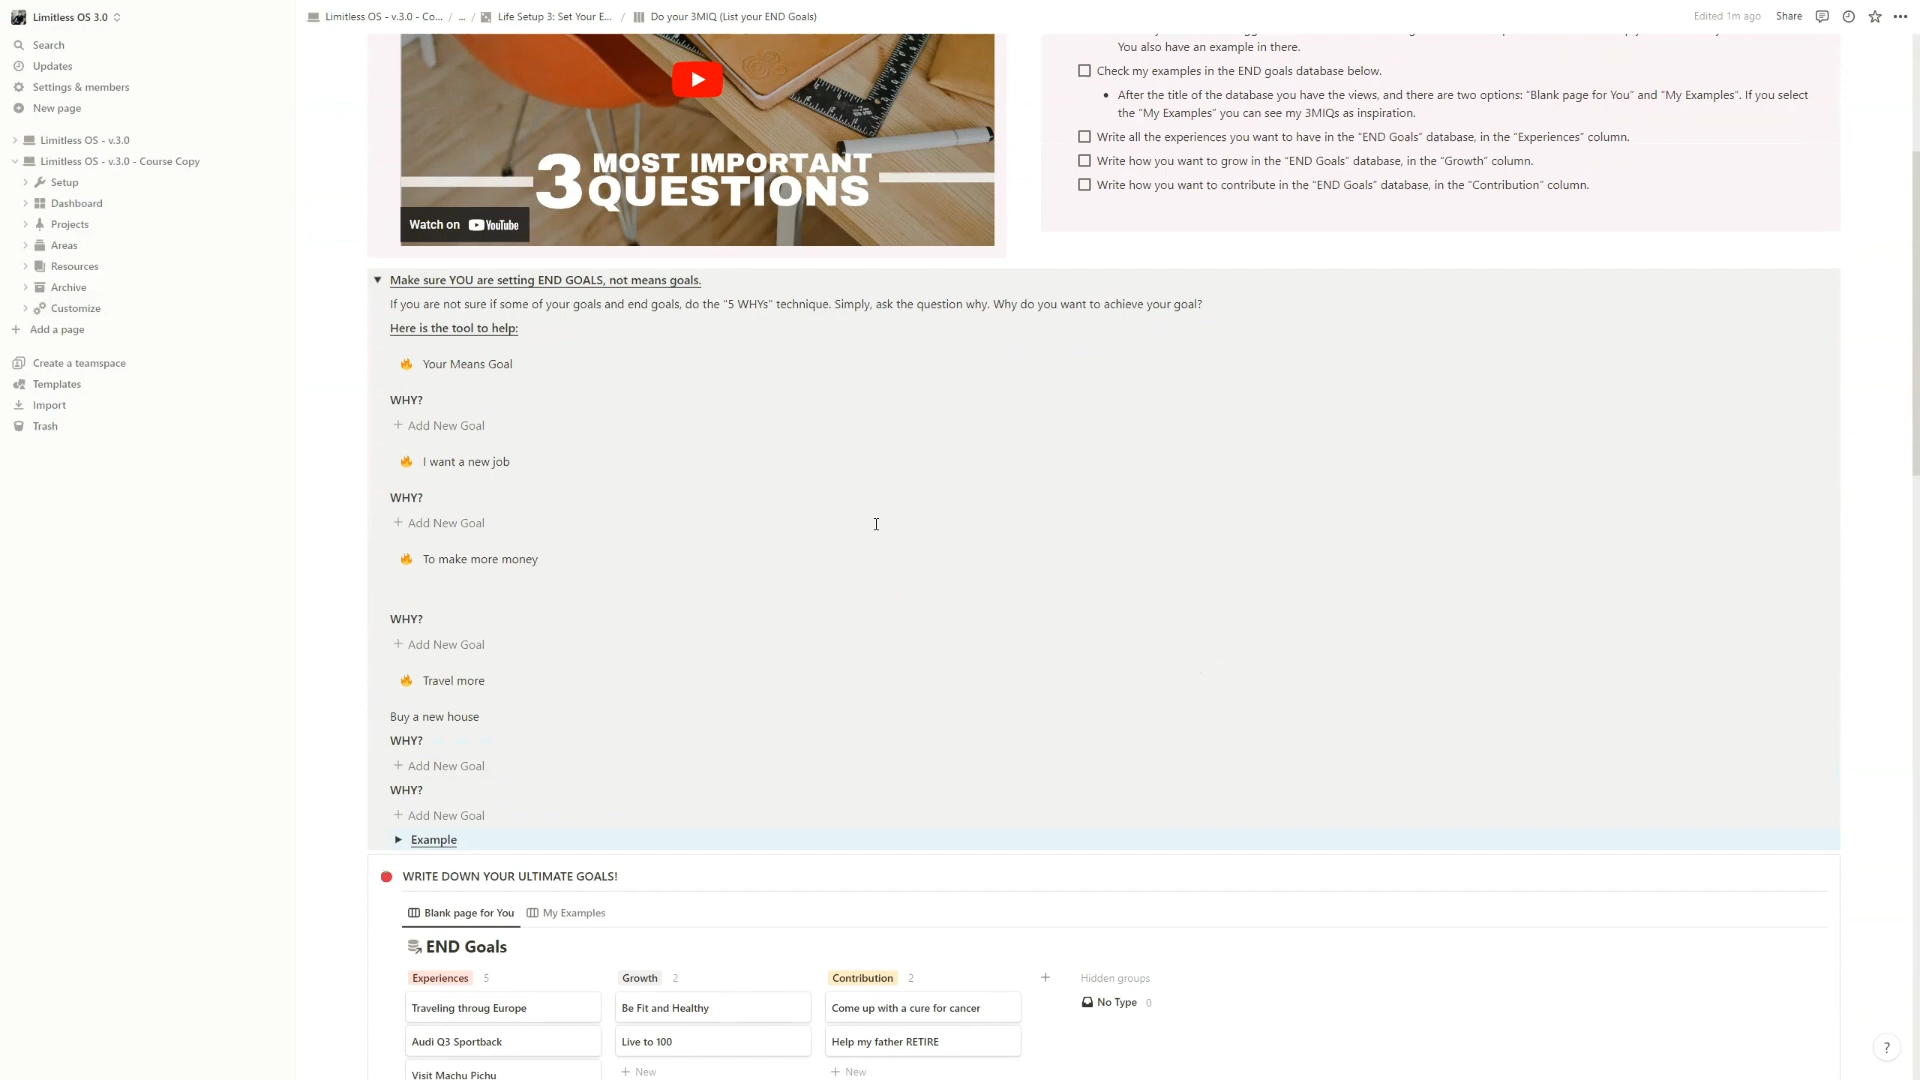 Limitless OS 3.0
Search
Updates
Settings & members
New page
Limitless OS - v.3.0
Limitless OS - v.3.0 - Course Copy
Setup
Dashboard
Projects
Areas
Resources
Archive
Customize
Add a page
Create a teamspace
Templates
Import
Trash
Limitless OS - v.3.0 - Co... / ... / Life Setup 3: Set Your E... / Do your 3MIQ (List your END Goals)
Edited 1m ago Share
3 MOST IMPORTANT QUESTIONS
Watch on YouTube
You also have an example in there.
Check my examples in the END goals database below.
• After the title of the database you have the views, and there are two options: “Blank page for You” and “My Examples”. If you select
the “My Examples” you can see my 3MIQs as inspiration.
Write all the experiences you want to have in the “END Goals” database, in the “Experiences” column.
Write how you want to grow in the “END Goals” database, in the “Growth” column.
Write how you want to contribute in the “END Goals” database, in the “Contribution” column.
Make sure YOU are setting END GOALS, not means goals.
If you are not sure if some of your goals and end goals, do the “5 WHYs” technique. Simply, ask the question why. Why do you want to achieve your goal?
Here is the tool to help:
Your Means Goal
WHY?
+ Add New Goal
I want a new job
WHY?
+ Add New Goal
To make more money
WHY?
+ Add New Goal
Travel more
Buy a new house
WHY?
+ Add New Goal
WHY?
+ Add New Goal
Example
WRITE DOWN YOUR ULTIMATE GOALS!
Blank page for You My Examples
END Goals
Experiences 5 Growth 2 Contribution 2 + Hidden groups
Traveling throug Europe Be Fit and Healthy Come up with a cure for cancer No Type 0
Audi Q3 Sportback Live to 100 Help my father RETIRE
Visit Machu Pichu + New + New
?